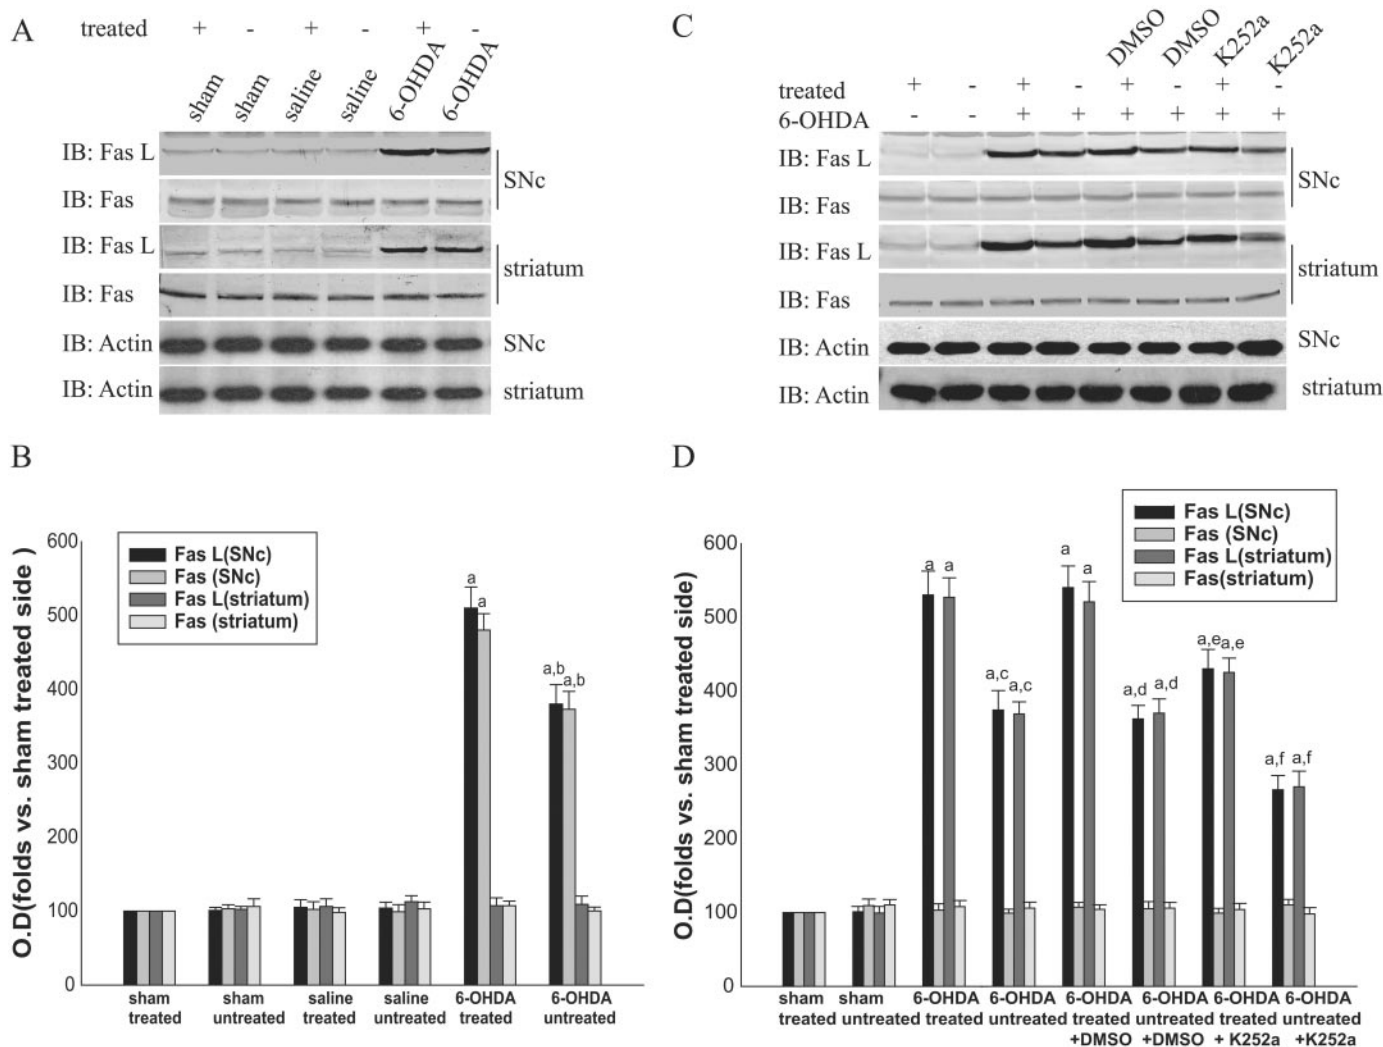 A
treated + - + - + -
sham sham saline saline 6-OHDA 6-OHDA
IB: Fas L
IB: Fas
SNc
IB: Fas L
IB: Fas
striatum
IB: Actin SNc
IB: Actin striatum
B
O.D(folds vs. sham treated side )
600
500
400
300
200
100
0
Fas L(SNc)
Fas (SNc)
Fas L(striatum)
Fas (striatum)
a
a
a,b a,b
sham sham saline saline 6-OHDA 6-OHDA
treated untreated treated untreated treated untreated
C
DMSO DMSO K252a K252a
treated + - + - + - + -
6-OHDA - - + + + + + +
IB: Fas L
IB: Fas
SNc
IB: Fas L
IB: Fas
striatum
IB: Actin SNc
IB: Actin striatum
D
O.D(folds vs. sham treated side)
600
500
400
300
200
100
0
Fas L(SNc)
Fas (SNc)
Fas L(striatum)
Fas(striatum)
a a a a
a,c a,c a,d a,d a,e a,e
a,f a,f
sham sham 6-OHDA 6-OHDA 6-OHDA 6-OHDA 6-OHDA 6-OHDA
treated untreated treated untreated treated untreated treated untreated
+DMSO +DMSO + K252a +K252a